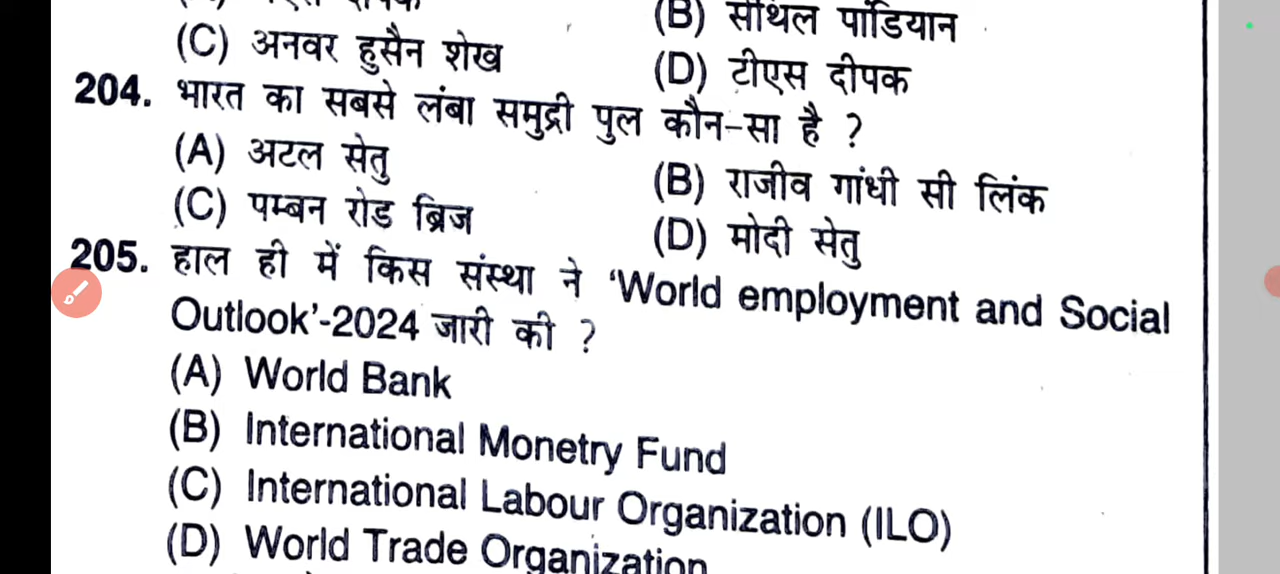 (B) सीथिल पांडियान
(C) अनवर हुसैन शेख
(D) टीएस दीपक
204. भारत का सबसे लंबा समुद्री पुल कौन-सा है ?
(A) अटल सेतु
(B) राजीव गांधी सी लिंक
(C) पम्बन रोड ब्रिज
(D) मोदी सेतु
205. हाल ही में किस संस्था ने ‘World employment and Social
Outlook’-2024 जारी की ?
(A) World Bank
(B) International Monetry Fund
(C) International Labour Organization (ILO)
(D) World Trade Organization